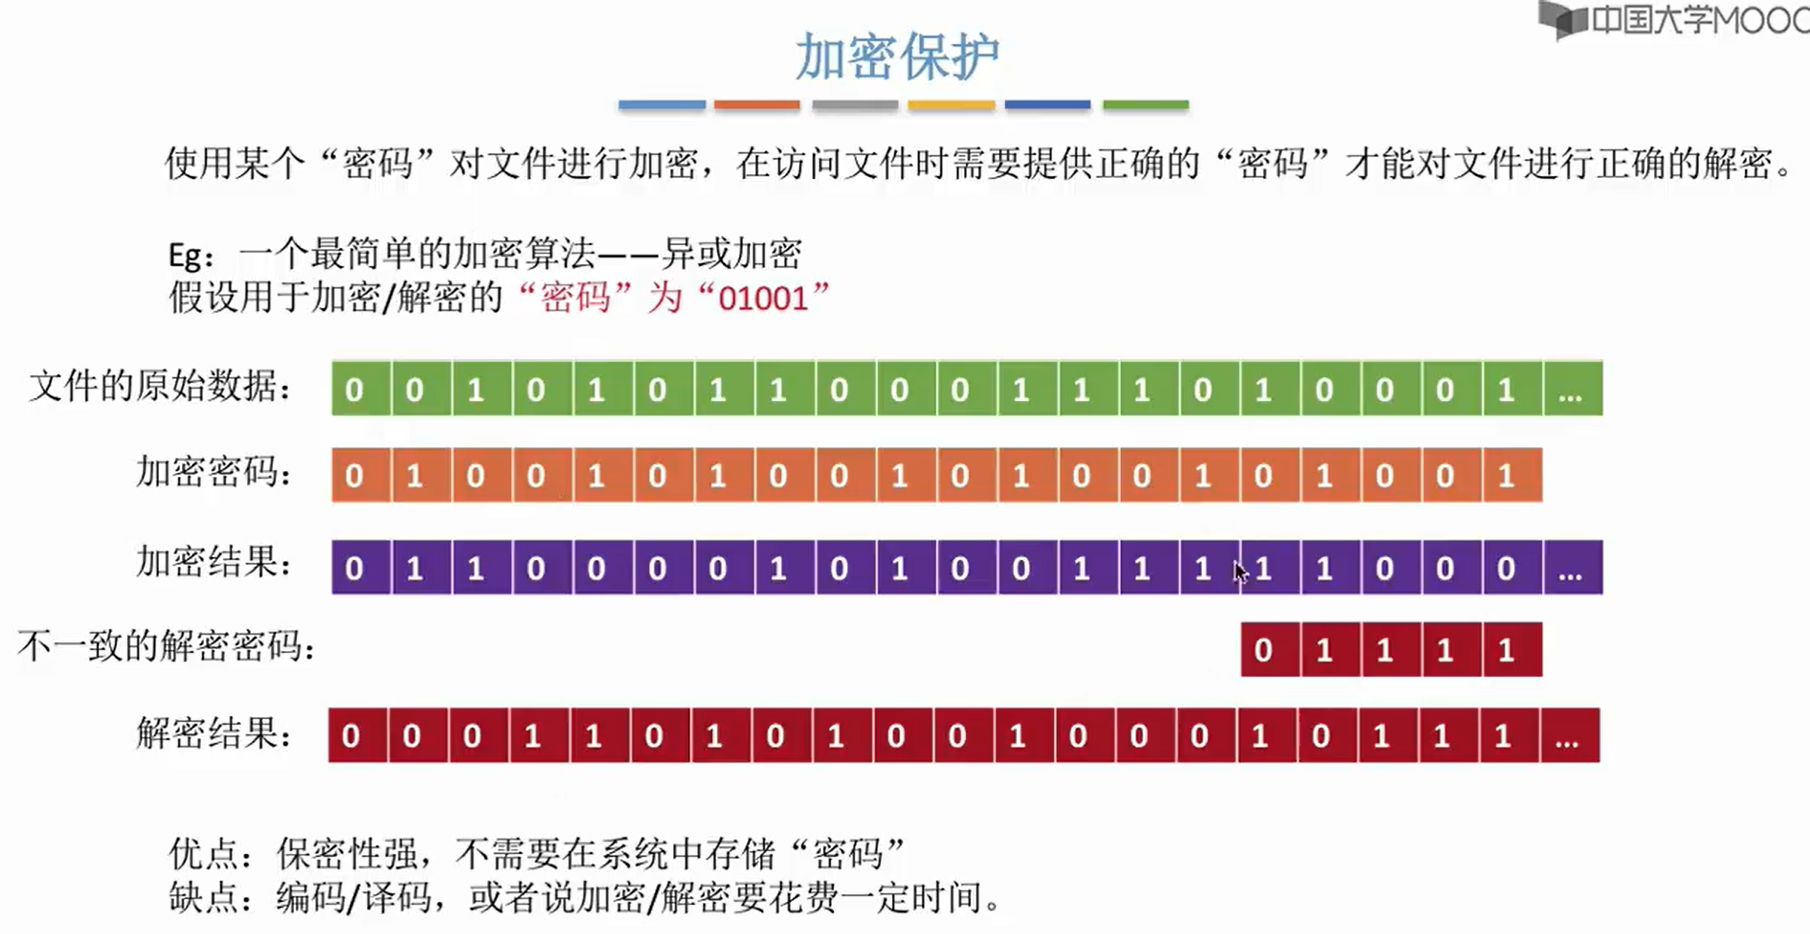 中国大学MOOC
加密保护
使用某个“密码”对文件进行加密，在访问文件时需要提供正确的“密码”才能对文件进行正确的解密。
Eg：一个最简单的加密算法——异或加密
假设用于加密/解密的“密码”为“01001”
文件的原始数据： 0 0 1 0 1 0 1 1 0 0 0 1 1 1 0 1 0 0 0 1 ...
加密密码： 0 1 0 0 1 0 1 0 0 1 0 1 0 0 1 0 1 0 0 1
加密结果： 0 1 1 0 0 0 0 1 0 1 0 0 1 1 1 1 1 0 0 0 ...
不一致的解密密码： 0 1 1 1 1
解密结果： 0 0 0 1 1 0 1 0 1 0 0 1 0 0 0 1 0 1 1 1 ...
优点：保密性强，不需要在系统中存储“密码”
缺点：编码/译码，或者说加密/解密要花费一定时间。